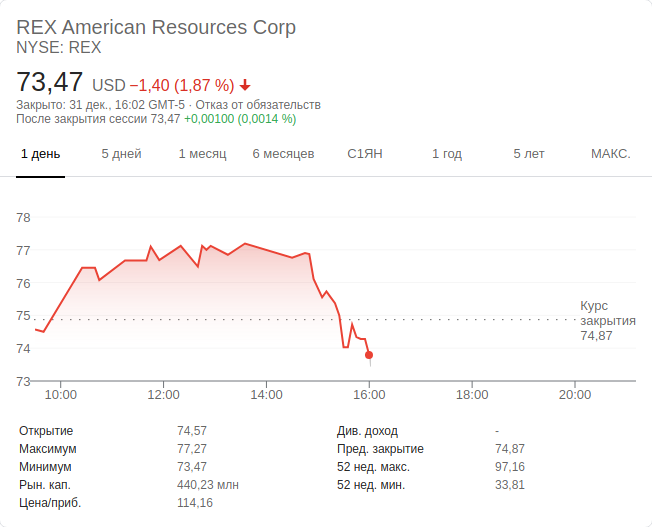 REX American Resources Corp
NYSE: REX
73,47 USD −1,40 (1,87 %)
Закрыто: 31 дек., 16:02 GMT-5 · Отказ от обязательств
После закрытия сессии 73,47 +0,00100 (0,0014 %)
1 день 5 дней 1 месяц 6 месяцев С1ЯН 1 год 5 лет МАКС.
78
77
76
75
74
73
Курс
закрытия
74,87
10:00 12:00 14:00 16:00 18:00 20:00
Открытие 74,57 Див. доход -
Максимум 77,27 Пред. закрытие 74,87
Минимум 73,47 52 нед. макс. 97,16
Рын. кап. 440,23 млн 52 нед. мин. 33,81
Цена/приб. 114,16